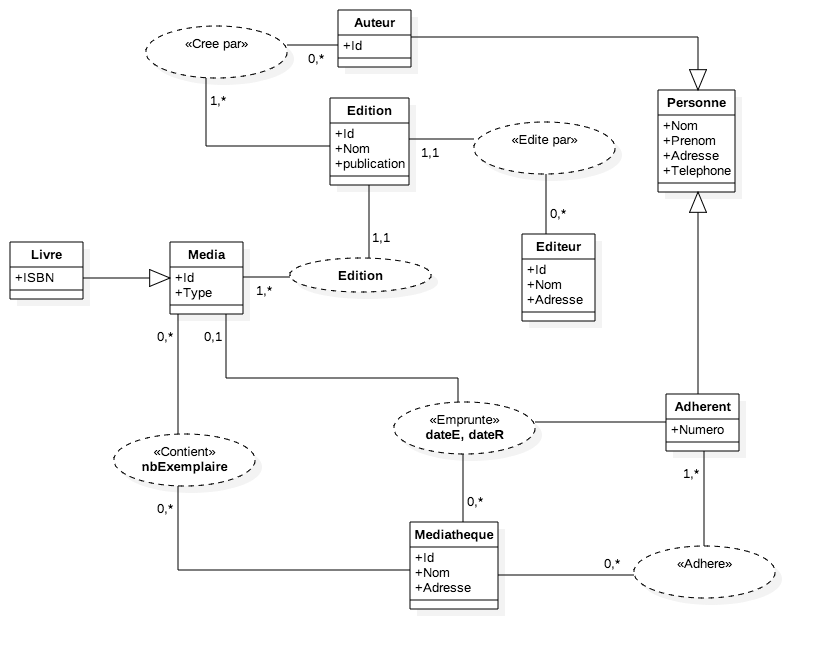 Auteur
+Id
«Cree par»
0,*
1,*
Edition
+Id
+Nom
+publication
1,1
«Edite par»
Personne
+Nom
+Prenom
+Adresse
+Telephone
0,*
1,1
Editeur
+Id
+Nom
+Adresse
Livre
+ISBN
Media
+Id
+Type
1,*
Edition
0,*
0,1
«Emprunte»
dateE, dateR
Adherent
+Numero
«Contient»
nbExemplaire
0,*
0,*
1,*
Mediatheque
+Id
+Nom
+Adresse
0,*
«Adhere»